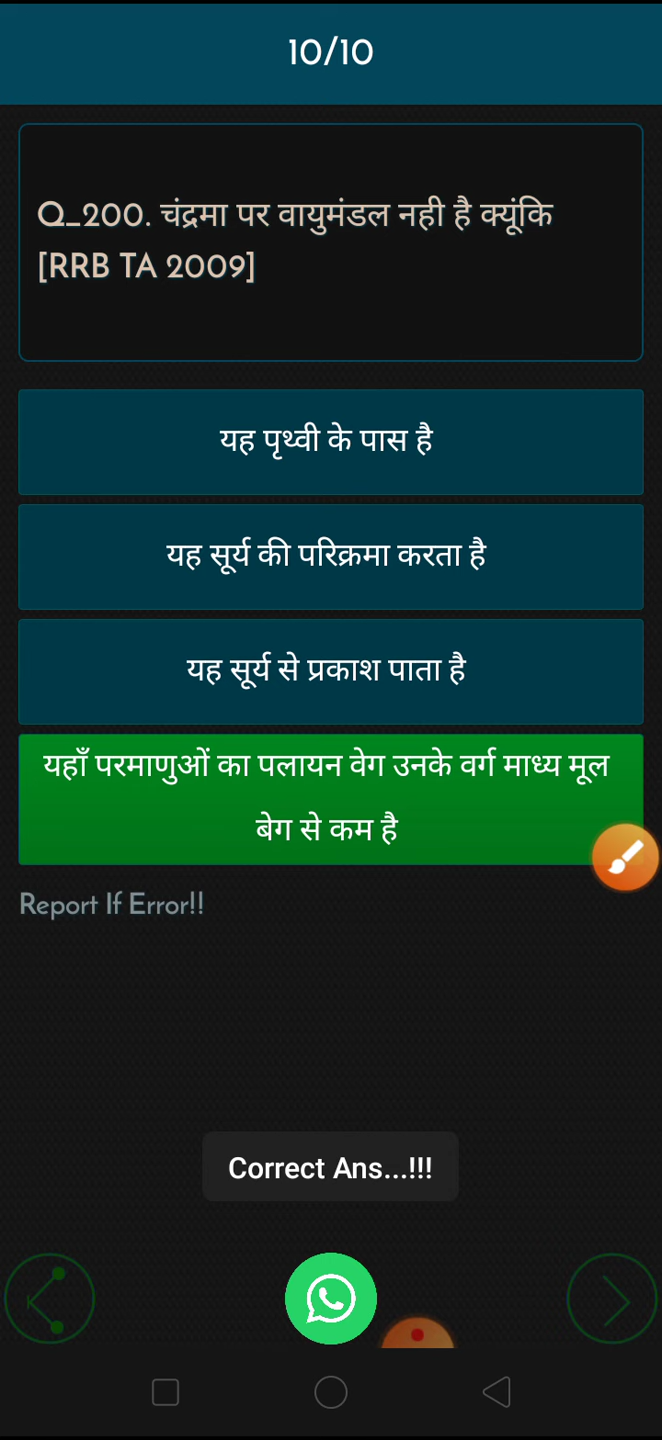 10/10
Q_200. चंद्रमा पर वायुमंडल नही है क्यूंकि
[RRB TA 2009]
यह पृथ्वी के पास है
यह सूर्य की परिक्रमा करता है
यह सूर्य से प्रकाश पाता है
यहाँ परमाणुओं का पलायन वेग उनके वर्ग माध्य मूल
बेग से कम है
Report If Error!!
Correct Ans...!!!